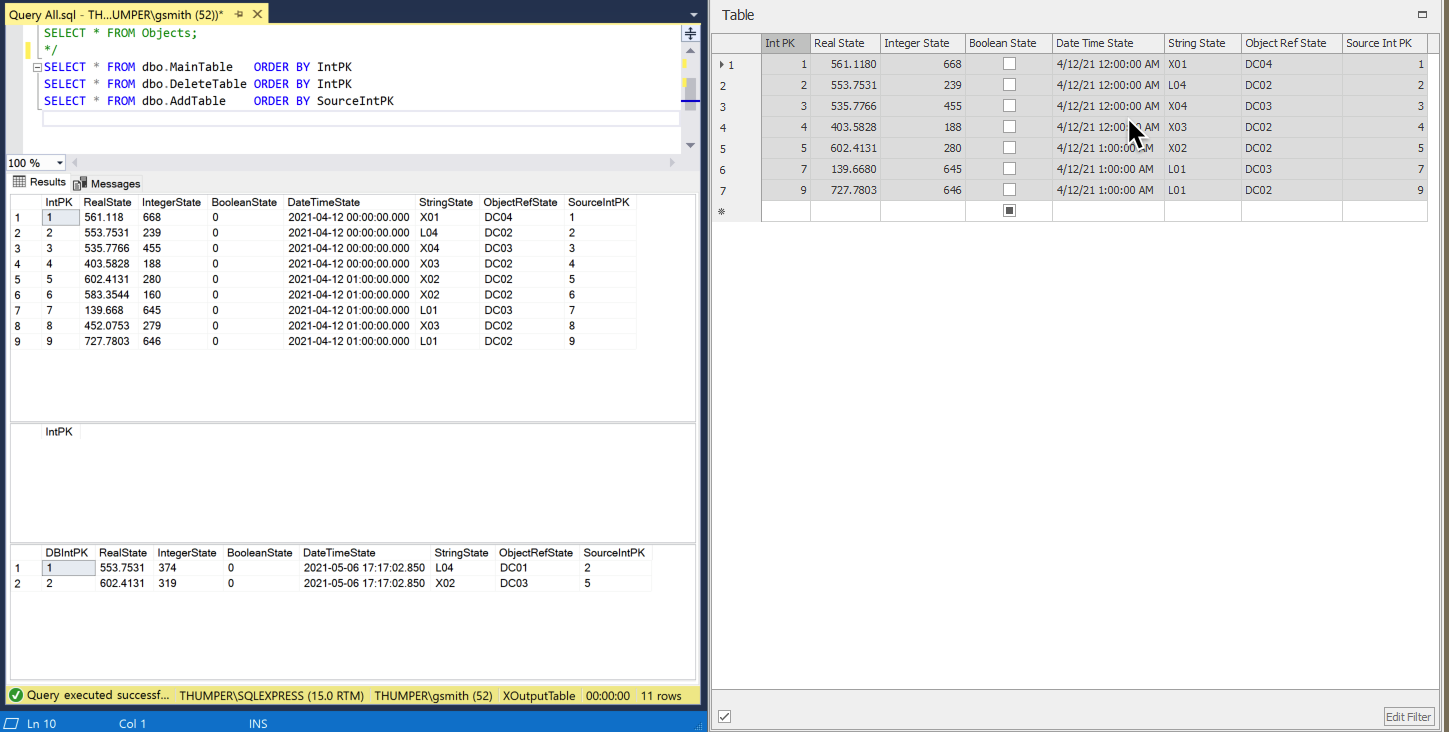 Query All.sql - TH...UMPER\gsmith (52))*
SELECT * FROM Objects;
*/
SELECT * FROM dbo.MainTable ORDER BY IntPK
SELECT * FROM dbo.DeleteTable ORDER BY IntPK
SELECT * FROM dbo.AddTable ORDER BY SourceIntPK
100 %
Results Messages
IntPK RealState IntegerState BooleanState DateTimeState StringState ObjectRefState SourceIntPK
1 1 561.118 668 0 2021-04-12 00:00:00.000 X01 DC04 1
2 2 553.7531 239 0 2021-04-12 00:00:00.000 L04 DC02 2
3 3 535.7766 455 0 2021-04-12 00:00:00.000 X04 DC03 3
4 4 403.5828 188 0 2021-04-12 00:00:00.000 X03 DC02 4
5 5 602.4131 280 0 2021-04-12 01:00:00.000 X02 DC02 5
6 6 583.3544 160 0 2021-04-12 01:00:00.000 X02 DC02 6
7 7 139.668 645 0 2021-04-12 01:00:00.000 L01 DC03 7
8 8 452.0753 279 0 2021-04-12 01:00:00.000 X03 DC02 8
9 9 727.7803 646 0 2021-04-12 01:00:00.000 L01 DC02 9
IntPK
DBIntPK RealState IntegerState BooleanState DateTimeState StringState ObjectRefState SourceIntPK
1 1 553.7531 374 0 2021-05-06 17:17:02.850 L04 DC01 2
2 2 602.4131 319 0 2021-05-06 17:17:02.850 X02 DC03 5
Query executed successf... THUMPER\SQLEXPRESS (15.0 RTM) THUMPER\gsmith (52) XOutputTable 00:00:00 11 rows
Ln 10 Col 1 INS
Table
Int PK Real State Integer State Boolean State Date Time State String State Object Ref State Source Int PK
1 1 561.1180 668 4/12/21 12:00:00 AM X01 DC04 1
2 2 553.7531 239 4/12/21 12:00:00 AM L04 DC02 2
3 3 535.7766 455 4/12/21 12:00:00 AM X04 DC03 3
4 4 403.5828 188 4/12/21 12:00:00 AM X03 DC02 4
5 5 602.4131 280 4/12/21 1:00:00 AM X02 DC02 5
6 7 139.6680 645 4/12/21 1:00:00 AM L01 DC03 7
7 9 727.7803 646 4/12/21 1:00:00 AM L01 DC02 9
Edit Filter